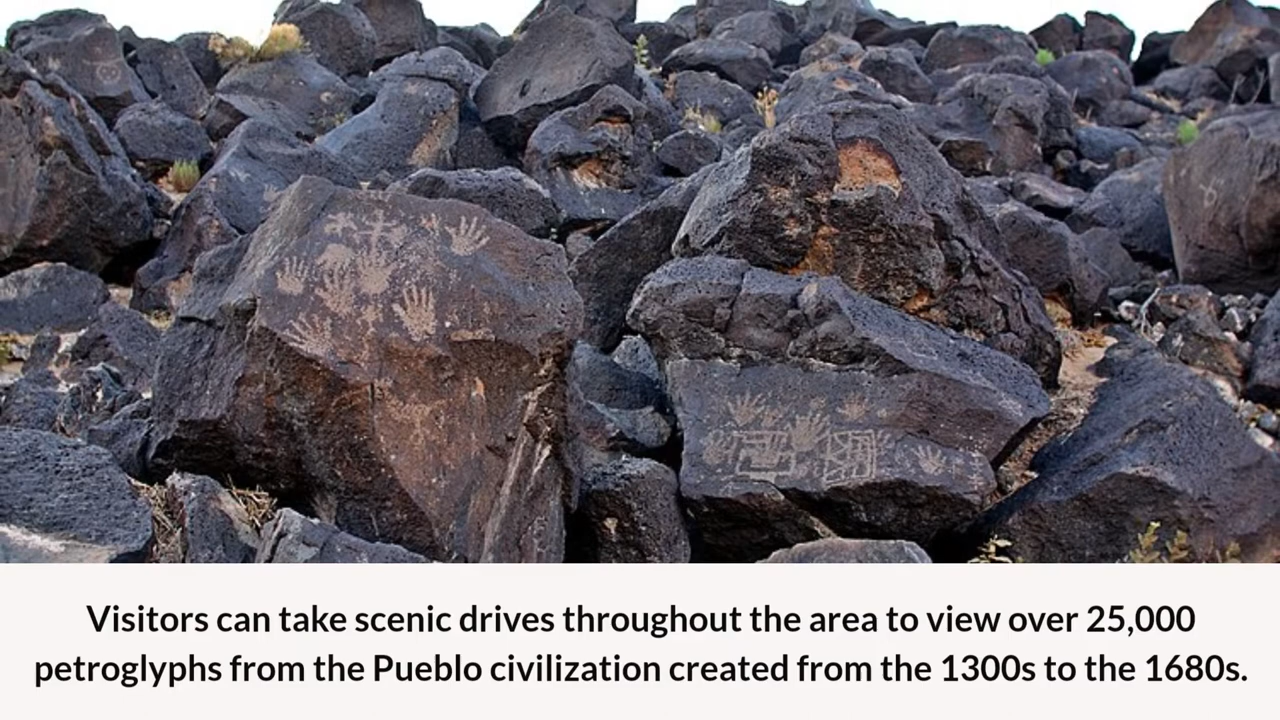 Visitors can take scenic drives throughout the area to view over 25,000
petroglyphs from the Pueblo civilization created from the 1300s to the 1680s.